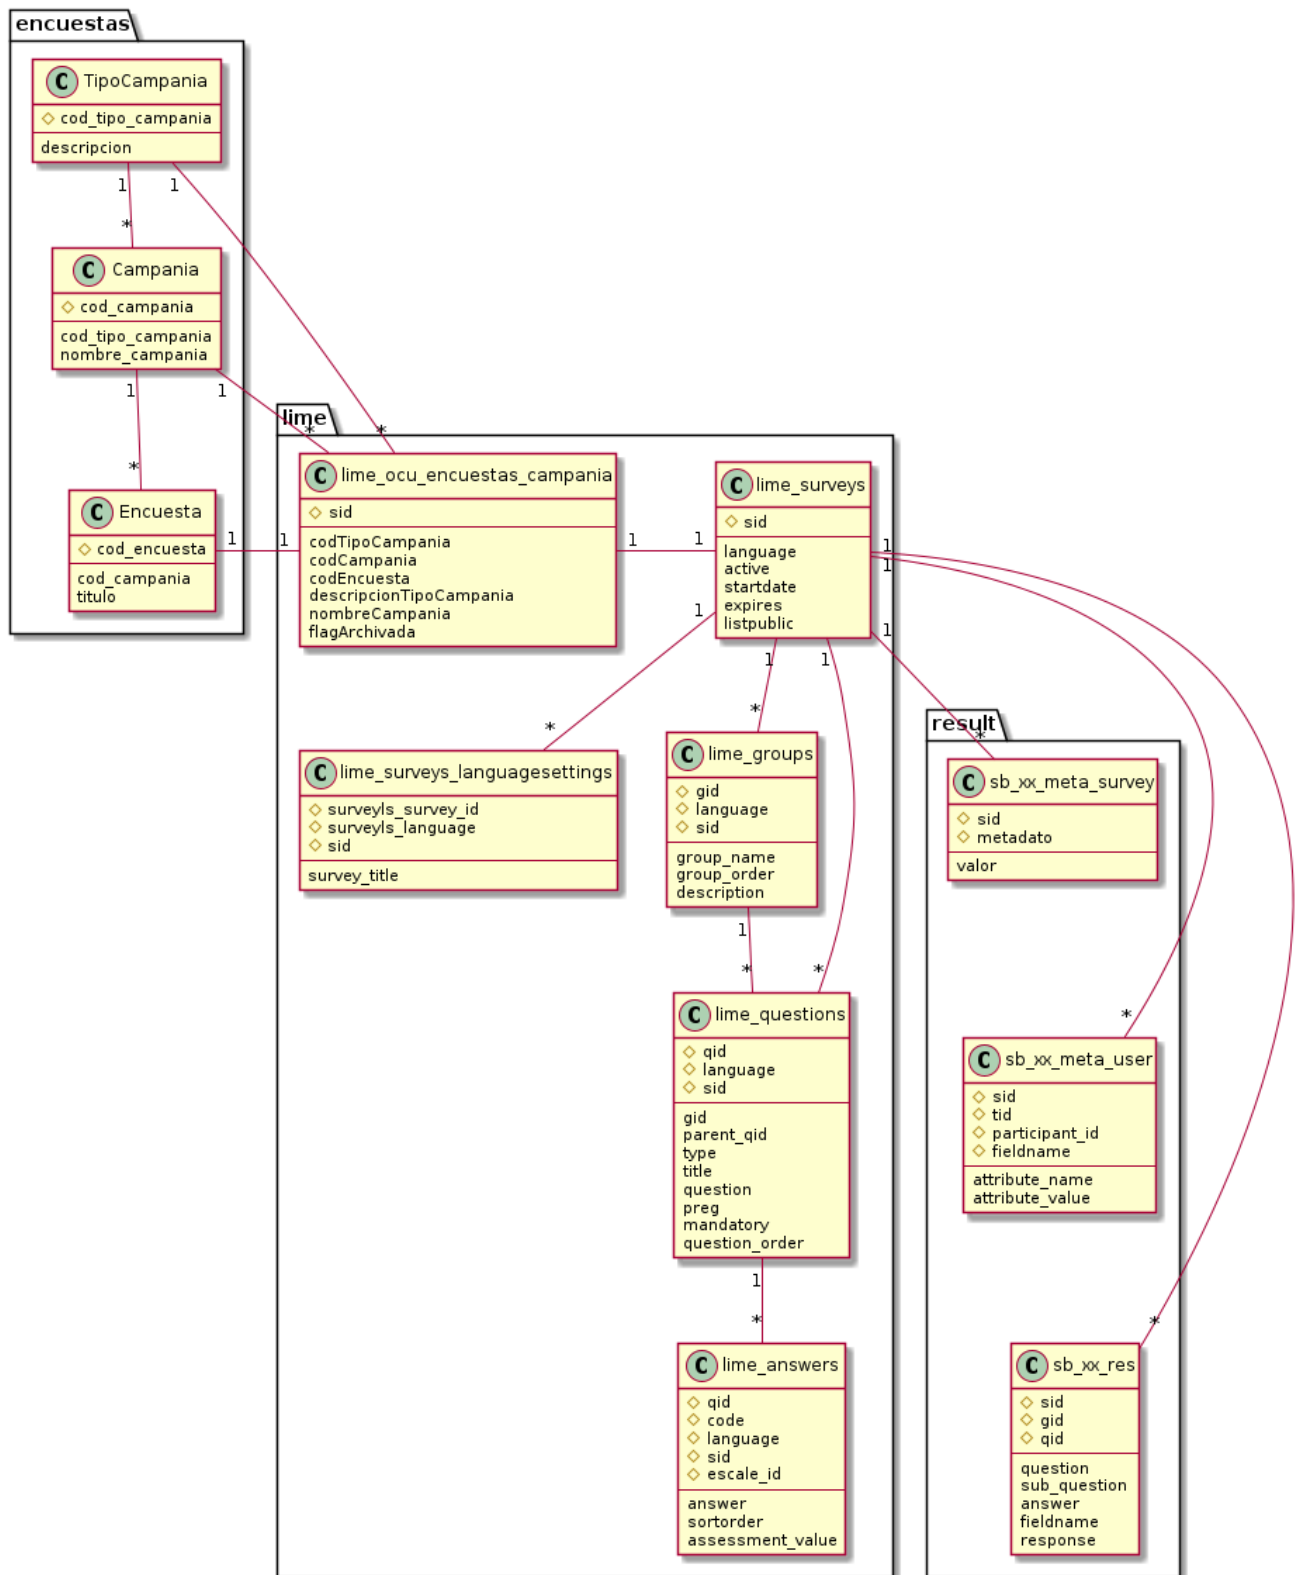 encuestas
C TipoCampania
cod_tipo_campania
descripcion
1
1
*
C Campania
cod_campania
cod_tipo_campania
nombre_campania
1
1
*
C Encuesta
cod_encuesta
cod_campania
titulo
1
1
lime
*
*
C lime_ocu_encuestas_campania
sid
codTipoCampania
codCampania
codEncuesta
descripcionTipoCampania
nombreCampania
flagArchivada
1
1
C lime_surveys
sid
language
active
startdate
expires
listpublic
1
1
1
1
1
1
*
C lime_surveys_languagesettings
surveyls_survey_id
surveyls_language
sid
survey_title
*
C lime_groups
gid
language
sid
group_name
group_order
description
1
*
*
C lime_questions
qid
language
sid
gid
parent_qid
type
title
question
preg
mandatory
question_order
1
*
C lime_answers
qid
code
language
sid
escale_id
answer
sortorder
assessment_value
result
*
C sb_xx_meta_survey
sid
metadato
valor
*
C sb_xx_meta_user
sid
tid
participant_id
fieldname
attribute_name
attribute_value
*
C sb_xx_res
sid
gid
qid
question
sub_question
answer
fieldname
response